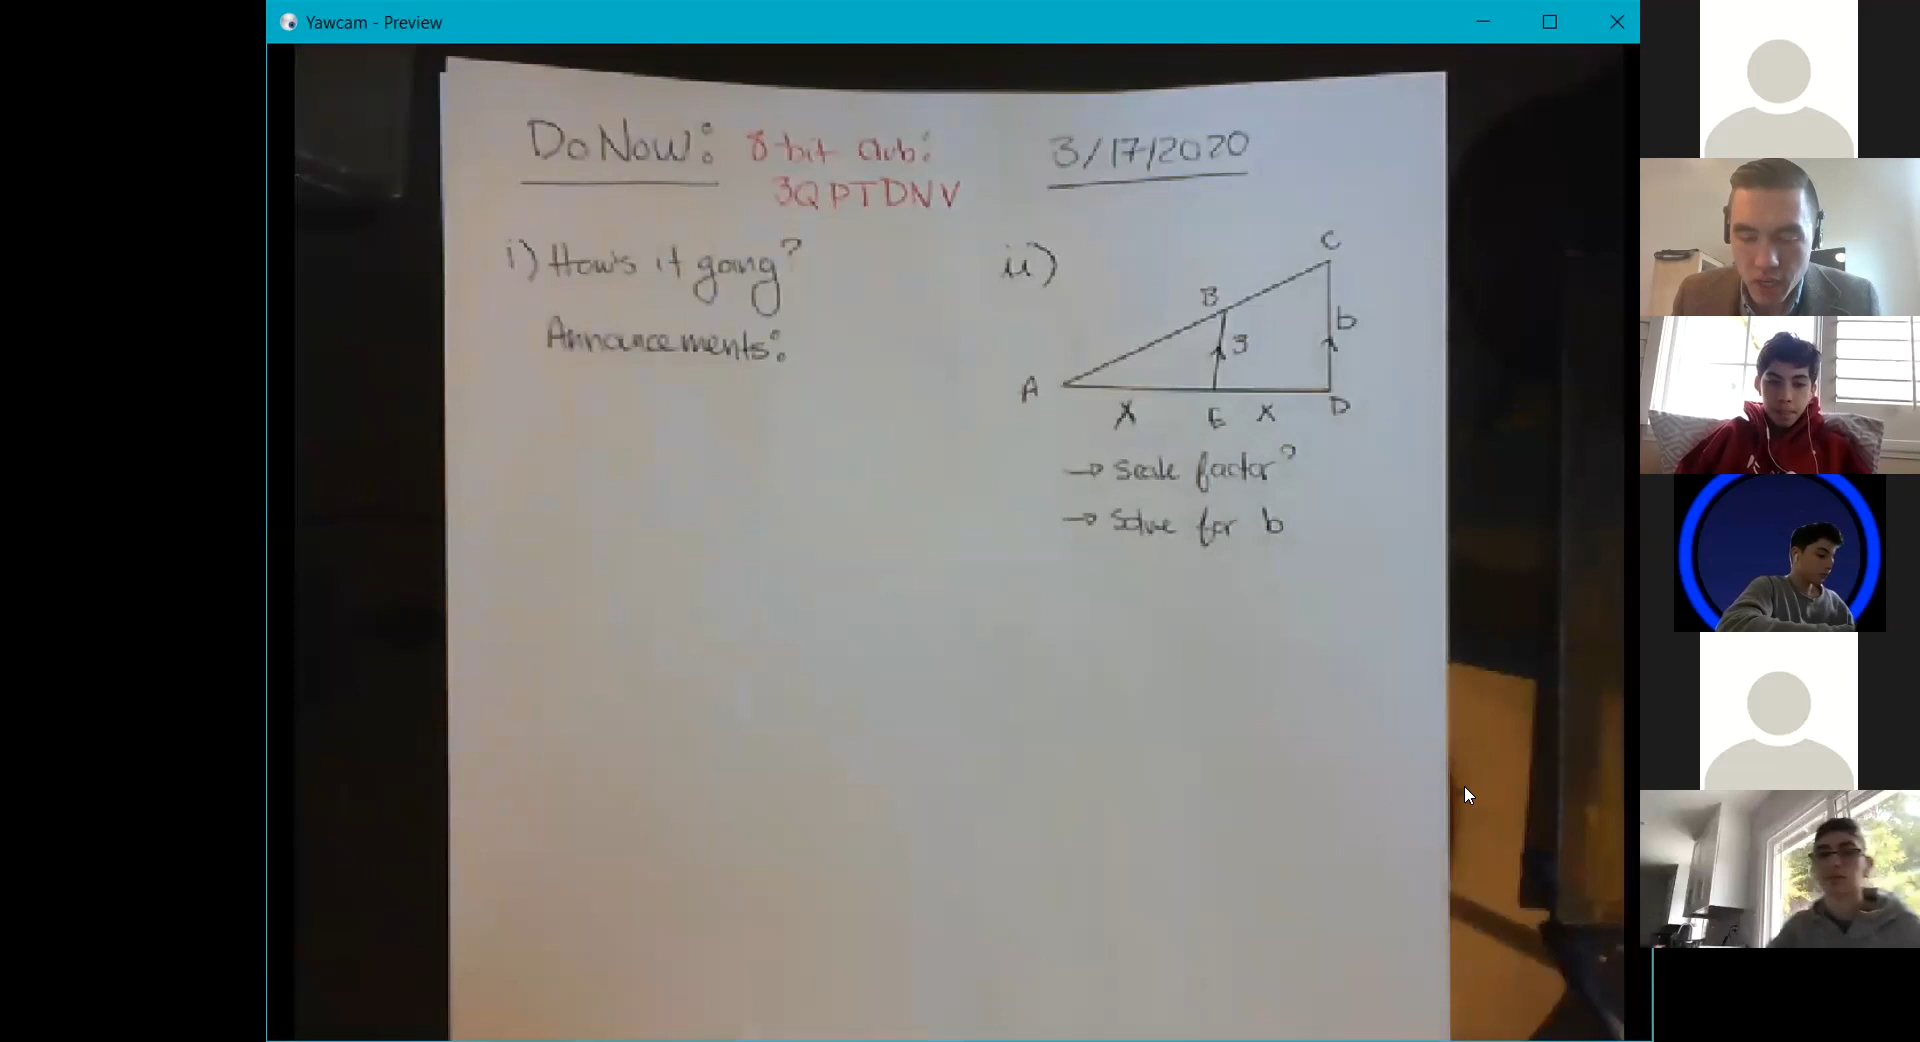 Yawcam - Preview
Do Now: 8-bit Club: 3/17/2020
3QPTDNV
i) How's it going?
Announcements:
ii)
C
B
b
3
A
X E X D
→ Scale factor?
→ Solve for b